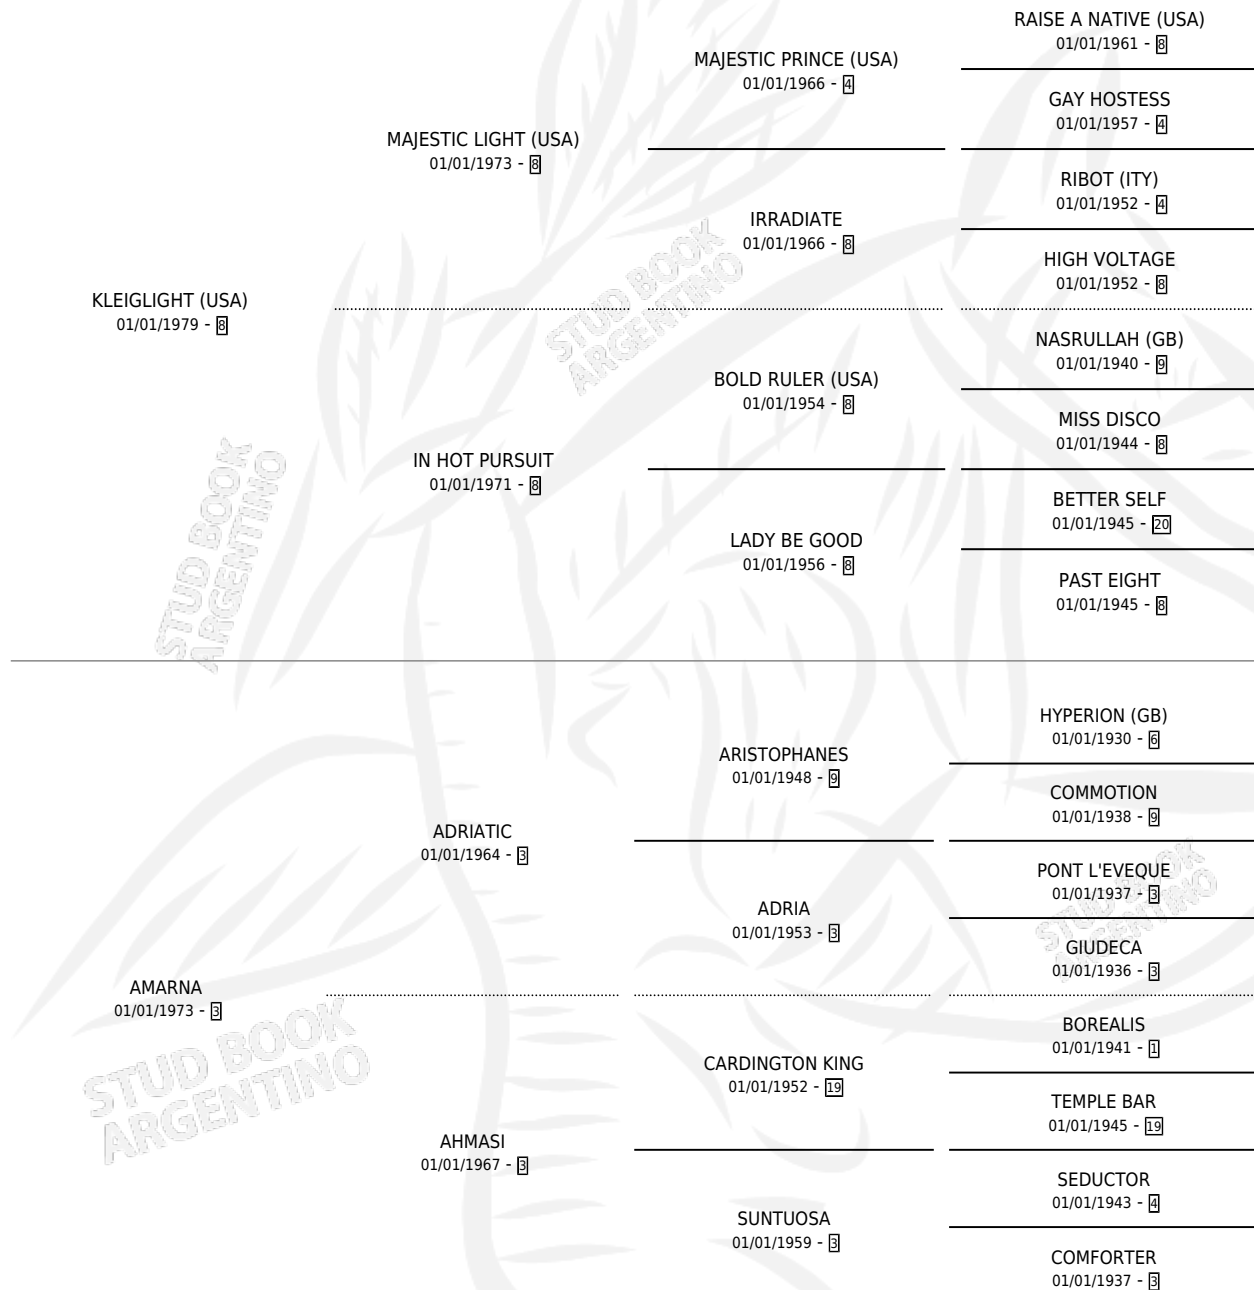 RAISE A NATIVE (USA)
01/01/1961 - 8
MAJESTIC PRINCE (USA)
01/01/1966 - 4
GAY HOSTESS
01/01/1957 - 4
MAJESTIC LIGHT (USA)
01/01/1973 - 8
RIBOT (ITY)
01/01/1952 - 4
IRRADIATE
01/01/1966 - 8
HIGH VOLTAGE
01/01/1952 - 8
KLEIGLIGHT (USA)
01/01/1979 - 8
NASRULLAH (GB)
01/01/1940 - 9
BOLD RULER (USA)
01/01/1954 - 8
MISS DISCO
01/01/1944 - 8
IN HOT PURSUIT
01/01/1971 - 8
BETTER SELF
01/01/1945 - 20
LADY BE GOOD
01/01/1956 - 8
PAST EIGHT
01/01/1945 - 8
HYPERION (GB)
01/01/1930 - 6
ARISTOPHANES
01/01/1948 - 9
COMMOTION
01/01/1938 - 9
ADRIATIC
01/01/1964 - 3
PONT L'EVEQUE
01/01/1937 - 3
ADRIA
01/01/1953 - 3
GIUDECA
01/01/1936 - 3
AMARNA
01/01/1973 - 3
BOREALIS
01/01/1941 - 1
CARDINGTON KING
01/01/1952 - 19
TEMPLE BAR
01/01/1945 - 19
AHMASI
01/01/1967 - 3
SEDUCTOR
01/01/1943 - 4
SUNTUOSA
01/01/1959 - 3
COMFORTER
01/01/1937 - 3
STUD BOOK
ARGENTINO
STUD BOOK
ARGENTINO
STUD BOOK
ARGENTINO
STUD BOOK
ARGENTINO